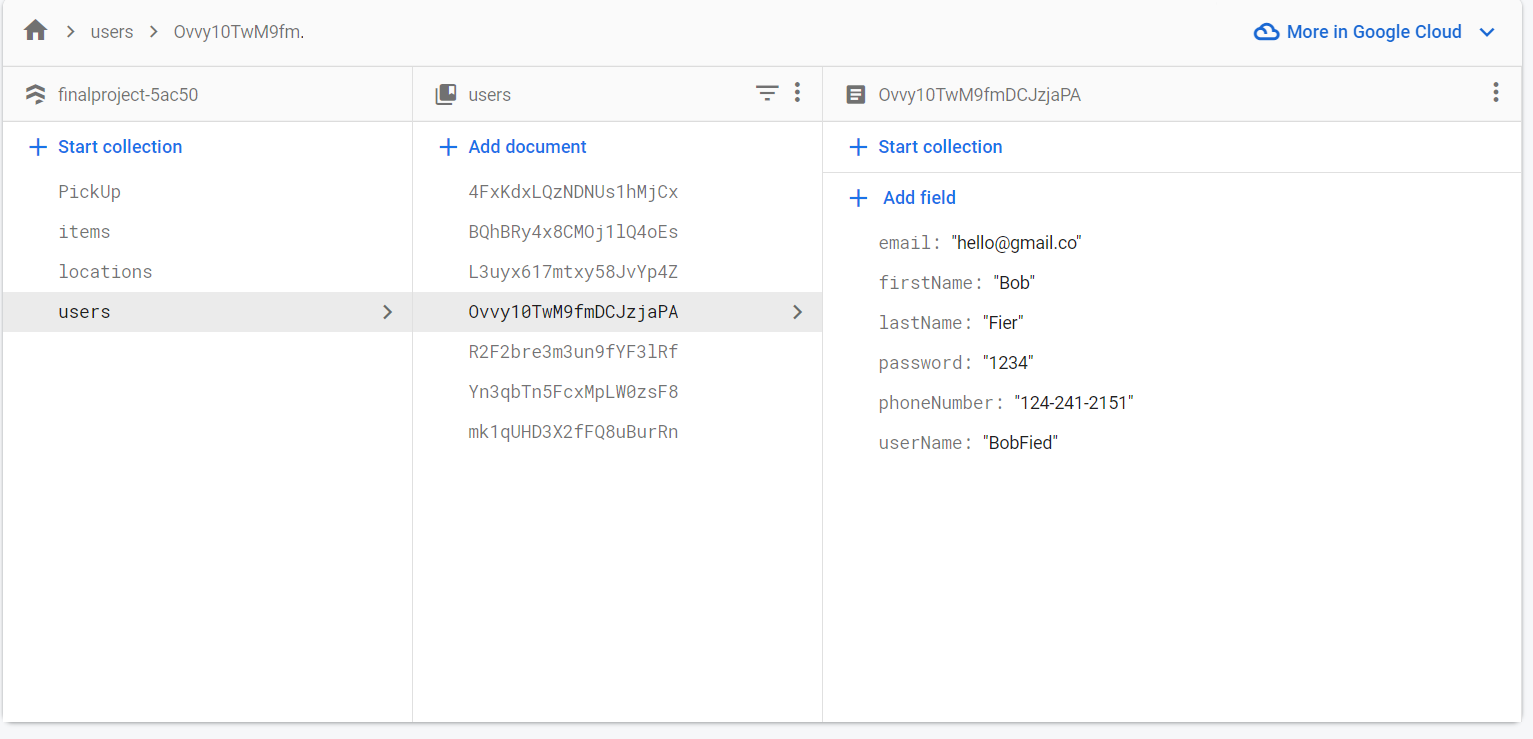 users Ovvy10TwM9fm. More in Google Cloud
finalproject-5ac50
Start collection
PickUp
items
locations
users
users
Add document
4FxKdxLQzNDNUs1hMjCx
BQhBRy4x8CMOj1lQ4oEs
L3uyx617mtxy58JvYp4Z
Ovvy10TwM9fmDCJzjaPA
R2F2bre3m3un9fYF3lRf
Yn3qbTn5FcxMpLW0zsF8
mk1qUHD3X2fFQ8uBurRn
Ovvy10TwM9fmDCJzjaPA
Start collection
Add field
email: "hello@gmail.co"
firstName: "Bob"
lastName: "Fier"
password: "1234"
phoneNumber: "124-241-2151"
userName: "BobFied"